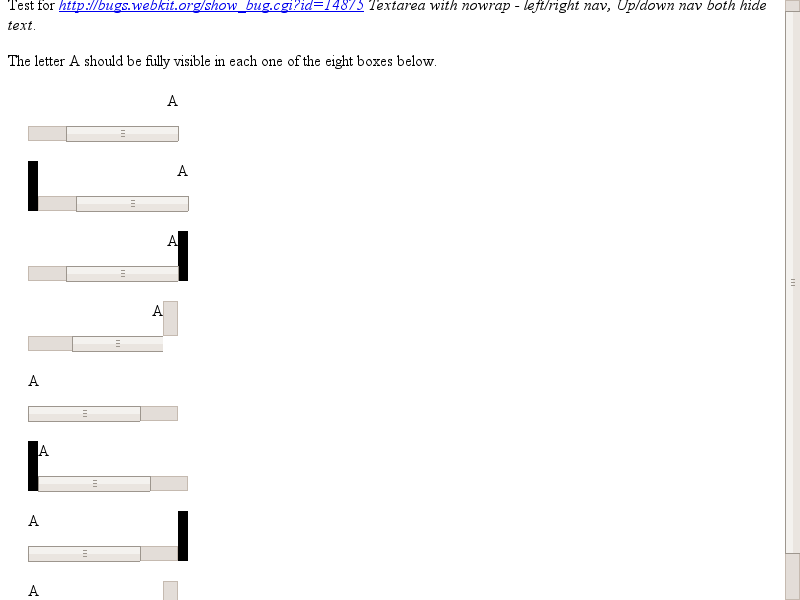 Test for http://bugs.webkit.org/show_bug.cgi?id=14875 Textarea with nowrap - left/right nav, Up/down nav both hide
text.
The letter A should be fully visible in each one of the eight boxes below.
A
A
A
A
A
A
A
A